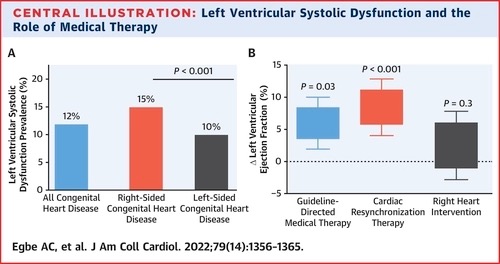 CENTRAL ILLUSTRATION: Left Ventricular Systolic Dysfunction and the
Role of Medical Therapy
A
Left Ventricular Systolic
Dysfunction Prevalence (%)
20
15
10
5
0
P < 0.001
12%
15%
10%
All Congenital
Heart Disease
Right-Sided
Congenital Heart
Disease
Left-Sided
Congenital Heart
Disease
B
Δ Left Ventricular
Ejection Fraction (%)
15
10
5
0
P = 0.03
P < 0.001
P = 0.3
Guideline-
Directed
Medical Therapy
Cardiac
Resynchronization
Therapy
Right Heart
Intervention
Egbe AC, et al. J Am Coll Cardiol. 2022;79(14):1356–1365.